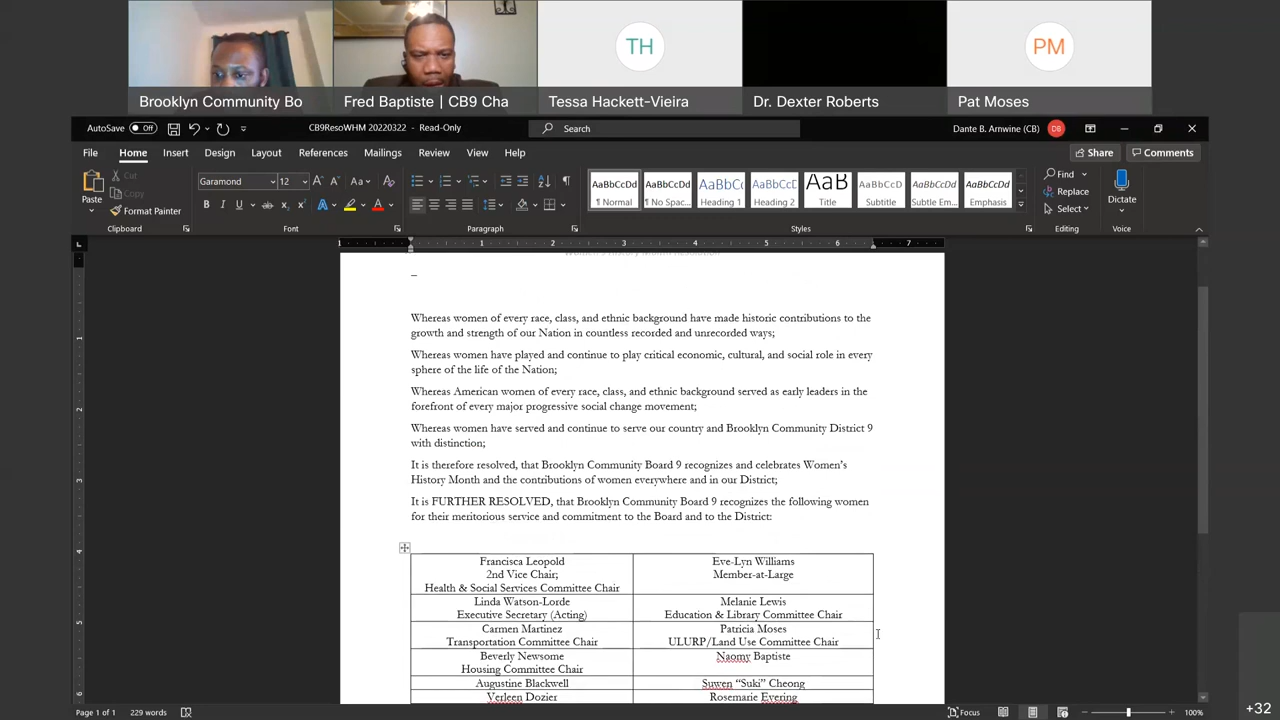 TH
PM
Brooklyn Community Bo
Fred Baptiste | CB9 Cha
Tessa Hackett-Vieira
Dr. Dexter Roberts
Pat Moses
AutoSave Off
CB9ResoWHM 20220322 - Read-Only
Search
Dante B. Arnwine (CB) DB
File Home Insert Design Layout References Mailings Review View Help
Share Comments
Paste
Cut
Copy
Format Painter
Clipboard
Garamond 12
Font
Paragraph
AaBbCcDd AaBbCcDd AaBbCc AaBbCcD AaB AaBbCcD AaBbCcDd AaBbCcDd
¶ Normal ¶ No Spac... Heading 1 Heading 2 Title Subtitle Subtle Em... Emphasis
Styles
Find
Replace
Select
Editing
Dictate
Voice
1 1 2 3 4 5 6 7
Women's History Month Resolution
Whereas women of every race, class, and ethnic background have made historic contributions to the
growth and strength of our Nation in countless recorded and unrecorded ways;
Whereas women have played and continue to play critical economic, cultural, and social role in every
sphere of the life of the Nation;
Whereas American women of every race, class, and ethnic background served as early leaders in the
forefront of every major progressive social change movement;
Whereas women have served and continue to serve our country and Brooklyn Community District 9
with distinction;
It is therefore resolved, that Brooklyn Community Board 9 recognizes and celebrates Women's
History Month and the contributions of women everywhere and in our District;
It is FURTHER RESOLVED, that Brooklyn Community Board 9 recognizes the following women
for their meritorious service and commitment to the Board and to the District:
Francisca Leopold
2nd Vice Chair;
Health & Social Services Committee Chair
Eve-Lyn Williams
Member-at-Large
Linda Watson-Lorde
Executive Secretary (Acting)
Melanie Lewis
Education & Library Committee Chair
Carmen Martinez
Transportation Committee Chair
Patricia Moses
ULURP/Land Use Committee Chair
Beverly Newsome
Housing Committee Chair
Naomy Baptiste
Augustine Blackwell
Suwen “Suki” Cheong
Verleen Dozier
Rosemarie Evering
Page 1 of 1 229 words
Focus
100%
+32